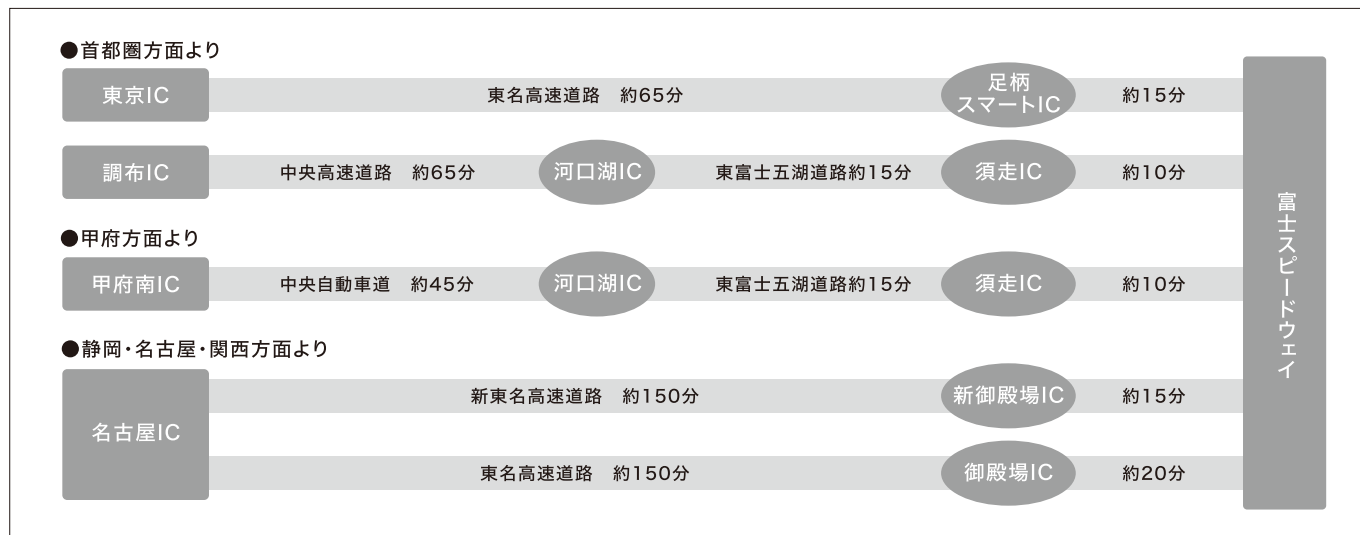 ●首都圏方面より
東京IC
東名高速道路 約65分
足柄
スマートIC
約15分
調布IC
中央高速道路 約65分
河口湖IC
東富士五湖道路約15分
須走IC
約10分
●甲府方面より
甲府南IC
中央自動車道 約45分
河口湖IC
東富士五湖道路約15分
須走IC
約10分
●静岡・名古屋・関西方面より
名古屋IC
新東名高速道路 約150分
新御殿場IC
約15分
東名高速道路 約150分
御殿場IC
約20分
富士スピードウェイ